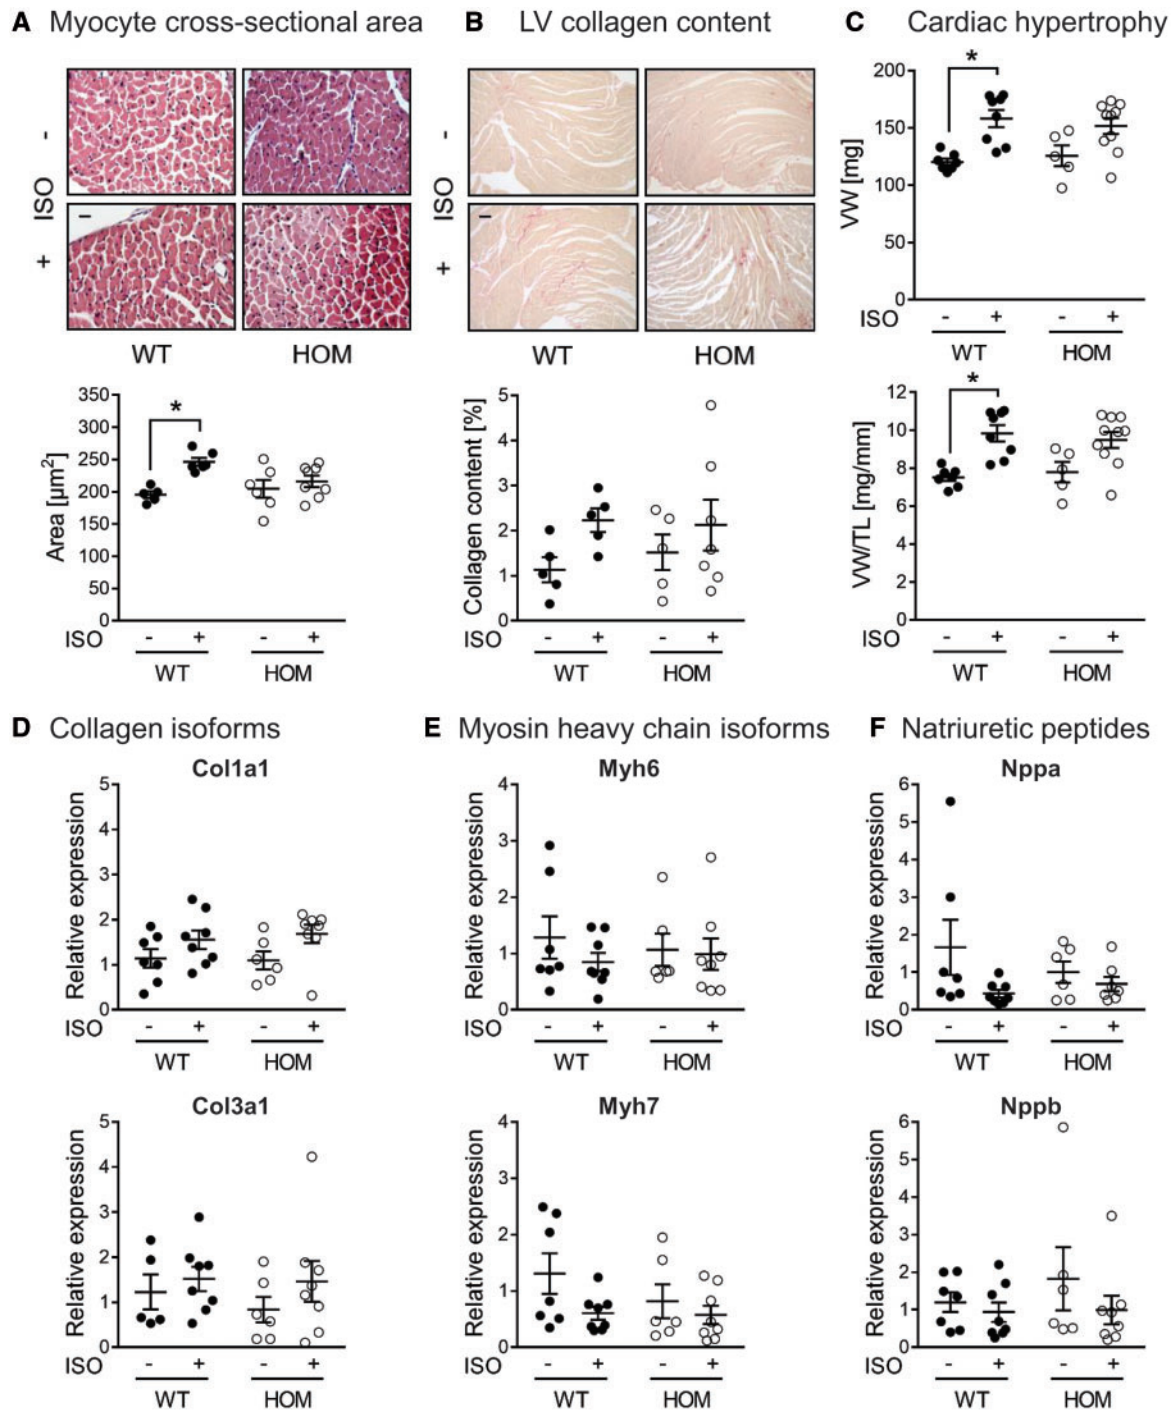 A Myocyte cross-sectional area
B LV collagen content
C Cardiac hypertrophy
-
ISO
+
WT HOM
-
ISO
+
WT HOM
VW [mg]
200
150
100
50
0
ISO - + - +
WT HOM
*
Area [µm²]
350
300
250
200
150
100
50
0
ISO - + - +
WT HOM
*
Collagen content [%]
5
4
3
2
1
0
ISO - + - +
WT HOM
VW/TL [mg/mm]
12
10
8
6
4
2
0
ISO - + - +
WT HOM
*
D Collagen isoforms
E Myosin heavy chain isoforms
F Natriuretic peptides
Col1a1
Relative expression
5
4
3
2
1
0
ISO - + - +
WT HOM
Myh6
Relative expression
4
3
2
1
0
ISO - + - +
WT HOM
Nppa
Relative expression
6
5
4
3
2
1
0
ISO - + - +
WT HOM
Col3a1
Relative expression
5
4
3
2
1
0
ISO - + - +
WT HOM
Myh7
Relative expression
4
3
2
1
0
ISO - + - +
WT HOM
Nppb
Relative expression
6
5
4
3
2
1
0
ISO - + - +
WT HOM